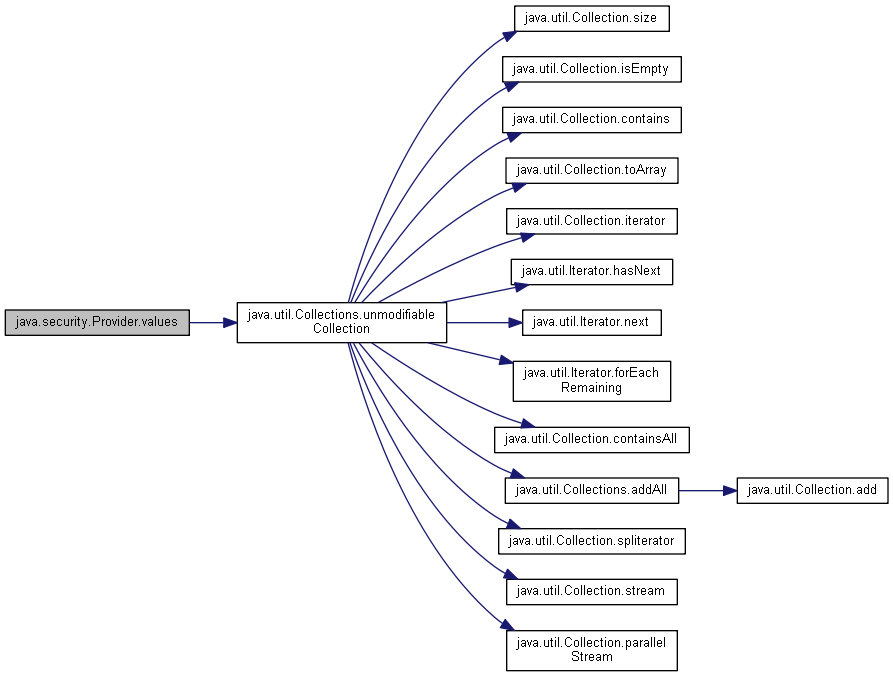 java.util.Collection.size
java.util.Collection.isEmpty
java.util.Collection.contains
java.util.Collection.toArray
java.util.Collection.iterator
java.util.Iterator.hasNext
java.security.Provider.values
java.util.Collections.unmodifiable
Collection
java.util.Iterator.next
java.util.Iterator.forEach
Remaining
java.util.Collection.containsAll
java.util.Collections.addAll
java.util.Collection.add
java.util.Collection.spliterator
java.util.Collection.stream
java.util.Collection.parallel
Stream